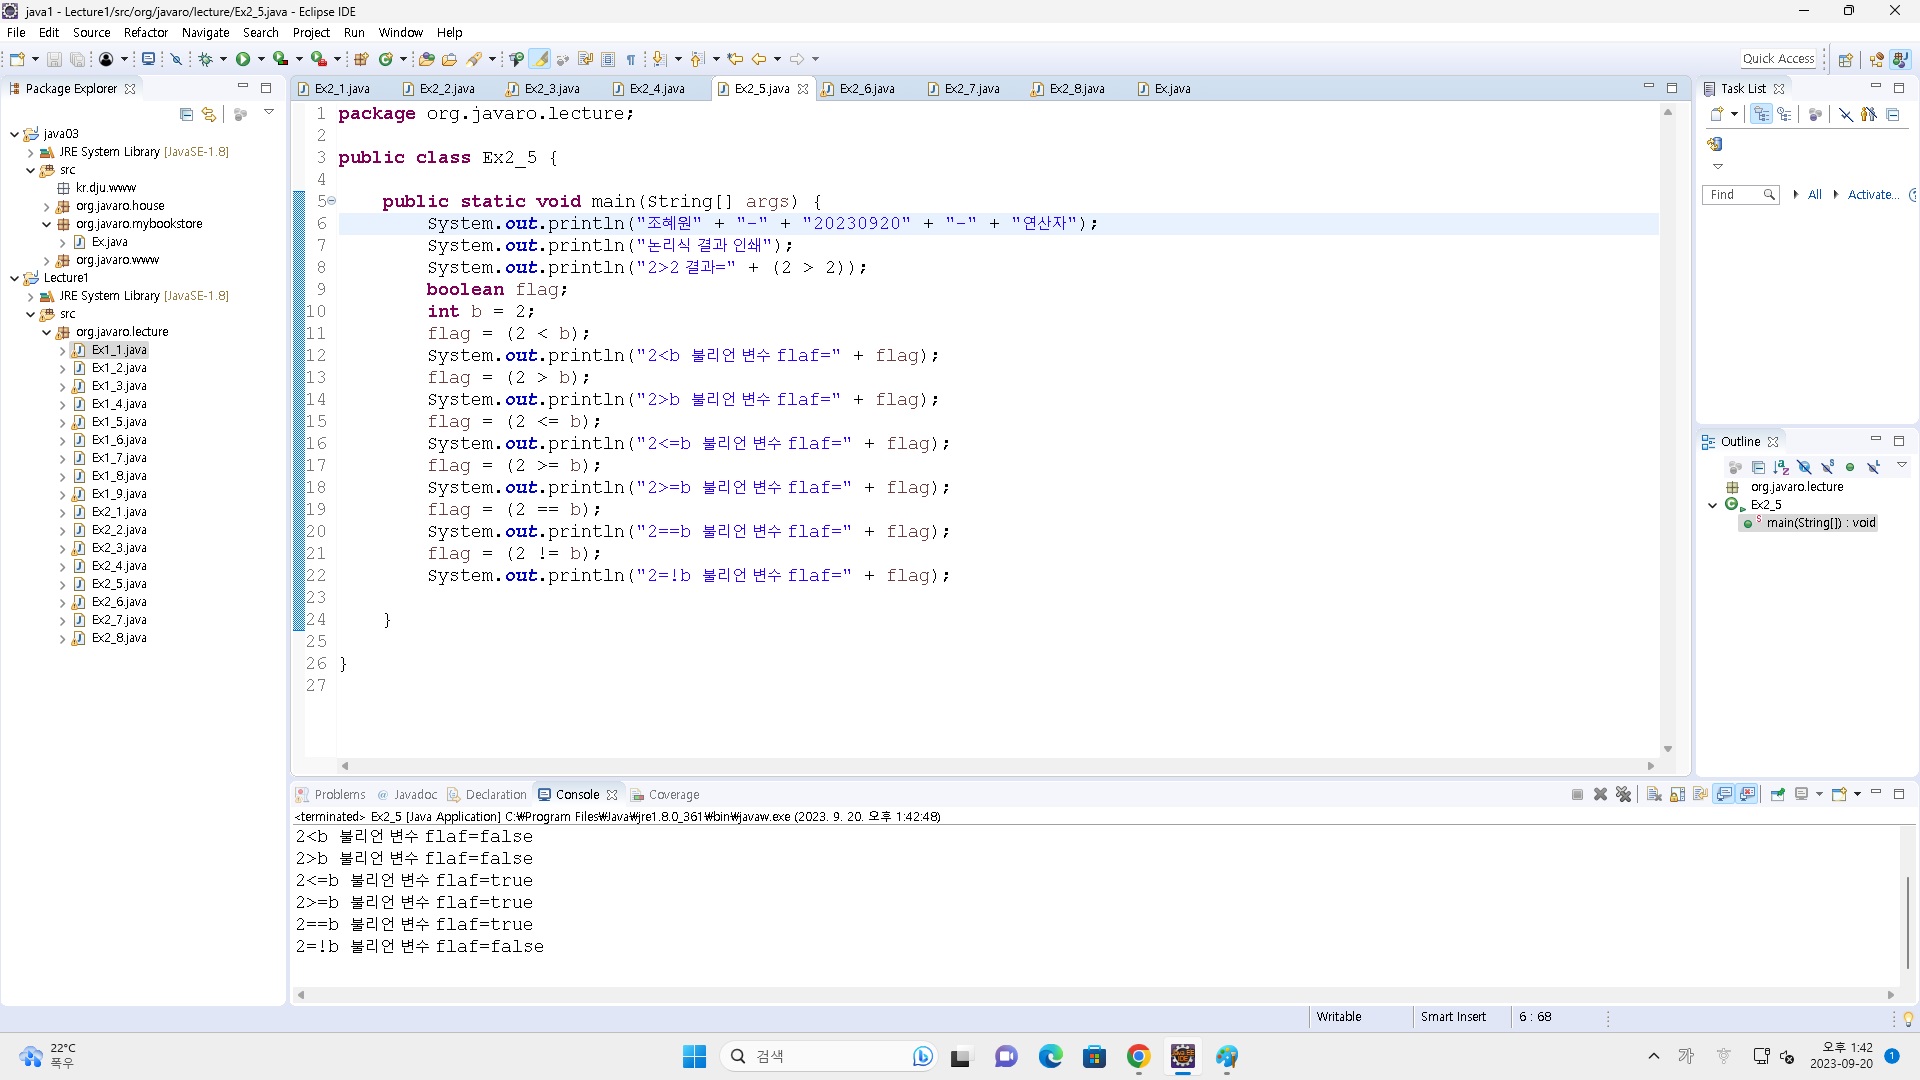 java1 - Lecture1/src/org/javaro/lecture/Ex2_5.java - Eclipse IDE
File Edit Source Refactor Navigate Search Project Run Window Help
Quick Access
Package Explorer
java03
JRE System Library [JavaSE-1.8]
src
kr.dju.www
org.javaro.house
org.javaro.mybookstore
Ex.java
org.javaro.www
Lecture1
JRE System Library [JavaSE-1.8]
src
org.javaro.lecture
Ex1_1.java
Ex1_2.java
Ex1_3.java
Ex1_4.java
Ex1_5.java
Ex1_6.java
Ex1_7.java
Ex1_8.java
Ex1_9.java
Ex2_1.java
Ex2_2.java
Ex2_3.java
Ex2_4.java
Ex2_5.java
Ex2_6.java
Ex2_7.java
Ex2_8.java
Ex2_1.java Ex2_2.java Ex2_3.java Ex2_4.java Ex2_5.java Ex2_6.java Ex2_7.java Ex2_8.java Ex.java
1 package org.javaro.lecture;
2
3 public class Ex2_5 {
4
5 public static void main(String[] args) {
6 System.out.println("조혜원" + "-" + "20230920" + "-" + "연산자");
7 System.out.println("논리식 결과 인쇄");
8 System.out.println("2>2 결과=" + (2 > 2));
9 boolean flag;
10 int b = 2;
11 flag = (2 < b);
12 System.out.println("2<b 불리언 변수 flaf=" + flag);
13 flag = (2 > b);
14 System.out.println("2>b 불리언 변수 flaf=" + flag);
15 flag = (2 <= b);
16 System.out.println("2<=b 불리언 변수 flaf=" + flag);
17 flag = (2 >= b);
18 System.out.println("2>=b 불리언 변수 flaf=" + flag);
19 flag = (2 == b);
20 System.out.println("2==b 불리언 변수 flaf=" + flag);
21 flag = (2 != b);
22 System.out.println("2=!b 불리언 변수 flaf=" + flag);
23
24 }
25
26 }
27
Task List
Find All Activate...
Outline
org.javaro.lecture
Ex2_5
main(String[]) : void
Problems Javadoc Declaration Console Coverage
<terminated> Ex2_5 [Java Application] C:₩Program Files₩Java₩jre1.8.0_361₩bin₩javaw.exe (2023. 9. 20. 오후 1:42:48)
2<b 불리언 변수 flaf=false
2>b 불리언 변수 flaf=false
2<=b 불리언 변수 flaf=true
2>=b 불리언 변수 flaf=true
2==b 불리언 변수 flaf=true
2=!b 불리언 변수 flaf=false
Writable Smart Insert 6 : 68
22°C
폭우
검색
가
오후 1:42
2023-09-20
1